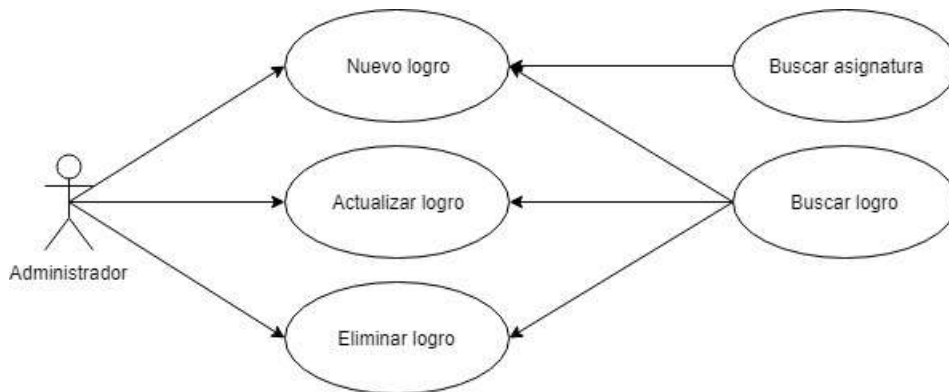 Nuevo logro
Buscar asignatura
Actualizar logro
Buscar logro
Administrador
Eliminar logro